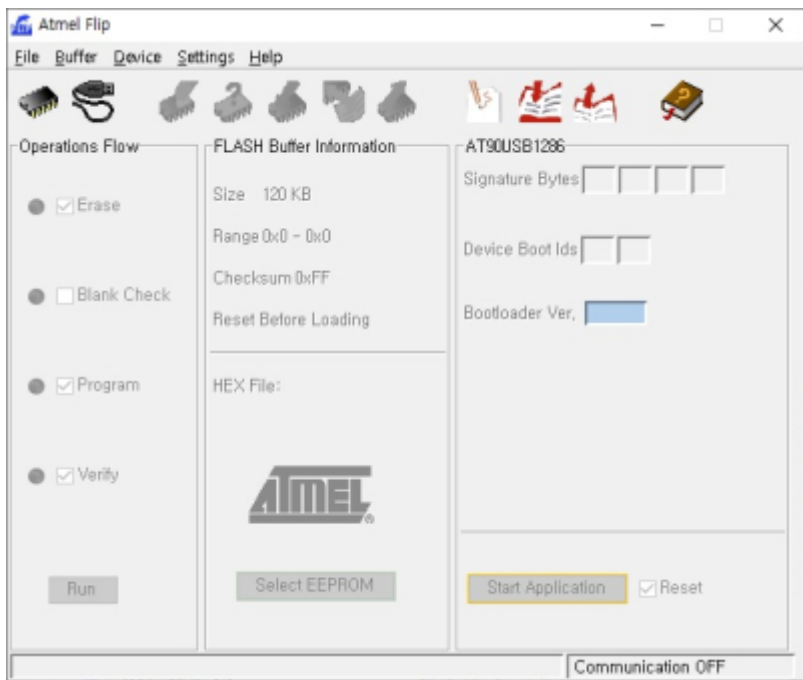 Atmel Flip
File Buffer Device Settings Help
Operations Flow
Erase
Blank Check
Program
Verify
Run
FLASH Buffer Information
Size 120 KB
Range 0x0 - 0x0
Checksum 0xFF
Reset Before Loading
HEX File:
ATMEL
Select EEPROM
AT90USB1286
Signature Bytes
Device Boot Ids
Bootloader Ver.
Start Application
Reset
Communication OFF